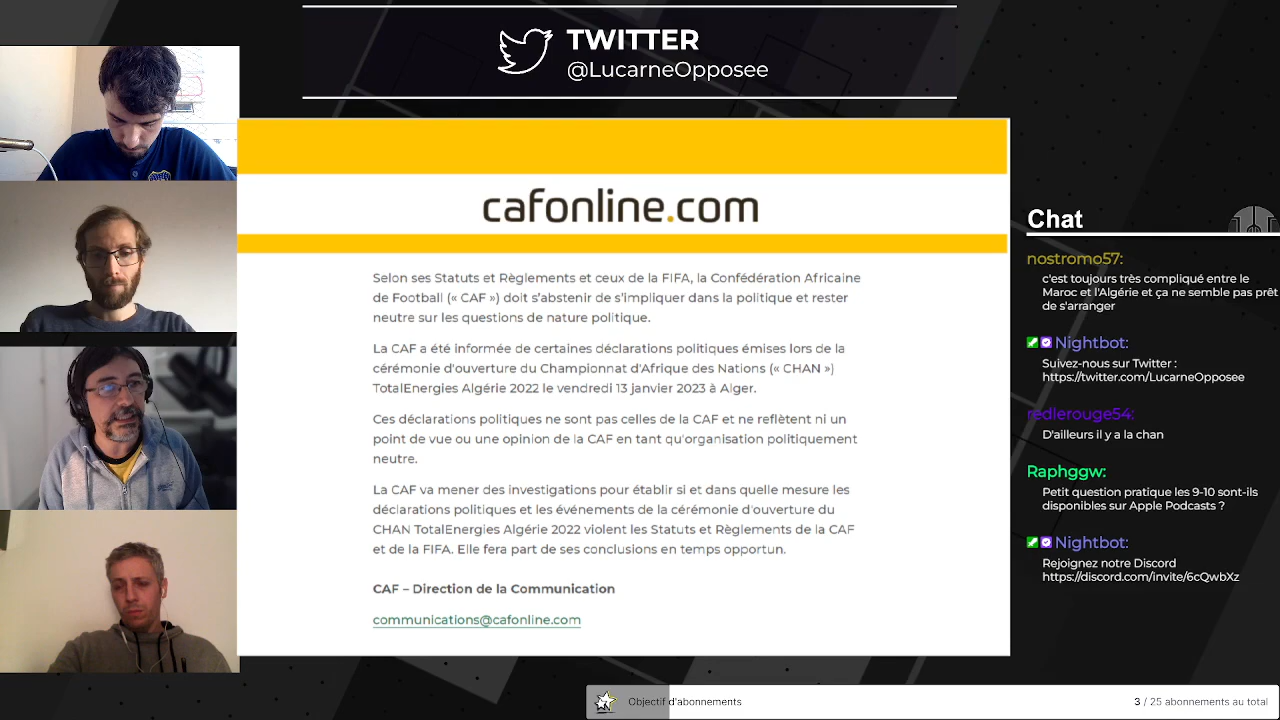 TWITTER
@LucarneOpposee
cafonline.com
Selon ses Statuts et Règlements et ceux de la FIFA, la Confédération Africaine
de Football (« CAF ») doit s'abstenir de s'impliquer dans la politique et rester
neutre sur les questions de nature politique.
La CAF a été informée de certaines déclarations politiques émises lors de la
cérémonie d'ouverture du Championnat d'Afrique des Nations (« CHAN »)
TotalEnergies Algérie 2022 le vendredi 13 janvier 2023 à Alger.
Ces déclarations politiques ne sont pas celles de la CAF et ne reflètent ni un
point de vue ou une opinion de la CAF en tant qu'organisation politiquement
neutre.
La CAF va mener des investigations pour établir si et dans quelle mesure les
déclarations politiques et les événements de la cérémonie d'ouverture du
CHAN TotalEnergies Algérie 2022 violent les Statuts et Règlements de la CAF
et de la FIFA. Elle fera part de ses conclusions en temps opportun.
CAF – Direction de la Communication
communications@cafonline.com
Chat
nostromo57:
c'est toujours très compliqué entre le
Maroc et l'Algérie et ça ne semble pas prêt
de s'arranger
Nightbot:
Suivez-nous sur Twitter :
https://twitter.com/LucarneOpposee
redlerouge54:
D'ailleurs il y a la chan
Raphggw:
Petit question pratique les 9-10 sont-ils
disponibles sur Apple Podcasts ?
Nightbot:
Rejoignez notre Discord
https://discord.com/invite/6cQwbXz
Objectif d'abonnements
3 / 25 abonnements au total